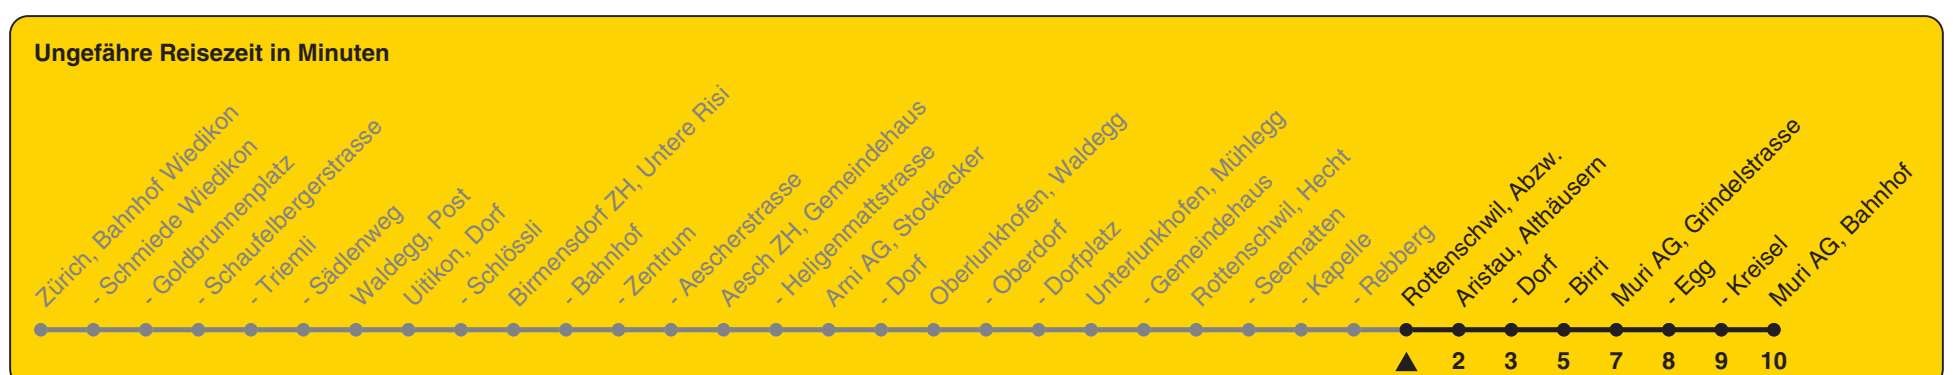 Ungefähre Reisezeit in Minuten
Zürich, Bahnhof Wiedikon
- Schmiede Wiedikon
- Goldbrunnenplatz
- Schaufelbergerstrasse
- Triemli
- Sädlenweg
Waldegg, Post
Uitikon, Dorf
- Schlössli
Birmensdorf ZH, Untere Risi
- Bahnhof
- Zentrum
- Aescherstrasse
Aesch ZH, Gemeindehaus
- Heligenmattstrasse
Arni AG, Stockacker
- Dorf
Oberlunkhofen, Waldegg
- Oberdorf
- Dorfplatz
Unterlunkhofen, Mühlegg
- Gemeindehaus
Rottenschwil, Hecht
- Seematten
- Kapelle
- Rebberg
Rottenschwil, Abzw.
Aristau, Althäusern
- Dorf
- Birri
Muri AG, Grindelstrasse
- Egg
- Kreisel
Muri AG, Bahnhof
2 3 5 7 8 9 10